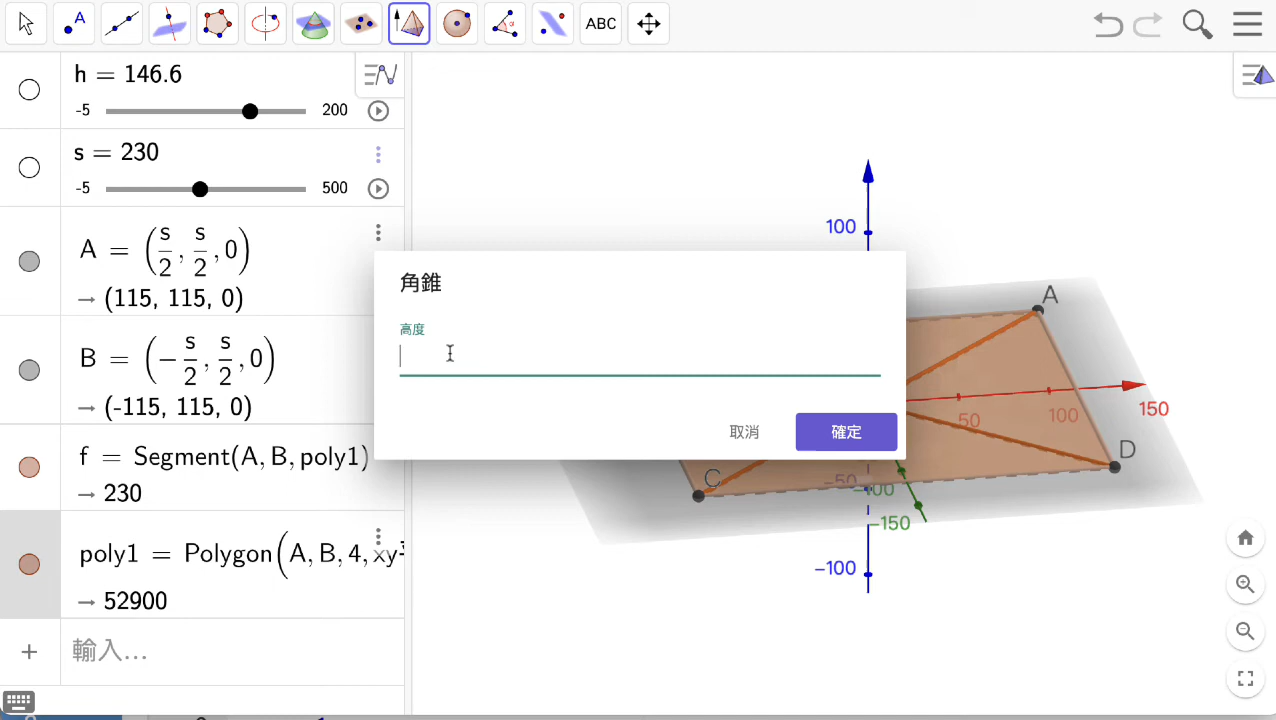 ABC
h = 146.6
-5
200
s = 230
-5
500
A = (s/2, s/2, 0)
→ (115, 115, 0)
B = (−s/2, s/2, 0)
→ (-115, 115, 0)
f = Segment(A, B, poly1)
→ 230
poly1 = Polygon(A, B, 4, xy
→ 52900
輸入…
角錐
高度
取消
確定
100
A
50
100
150
D
C
−50
−100
−150
−100